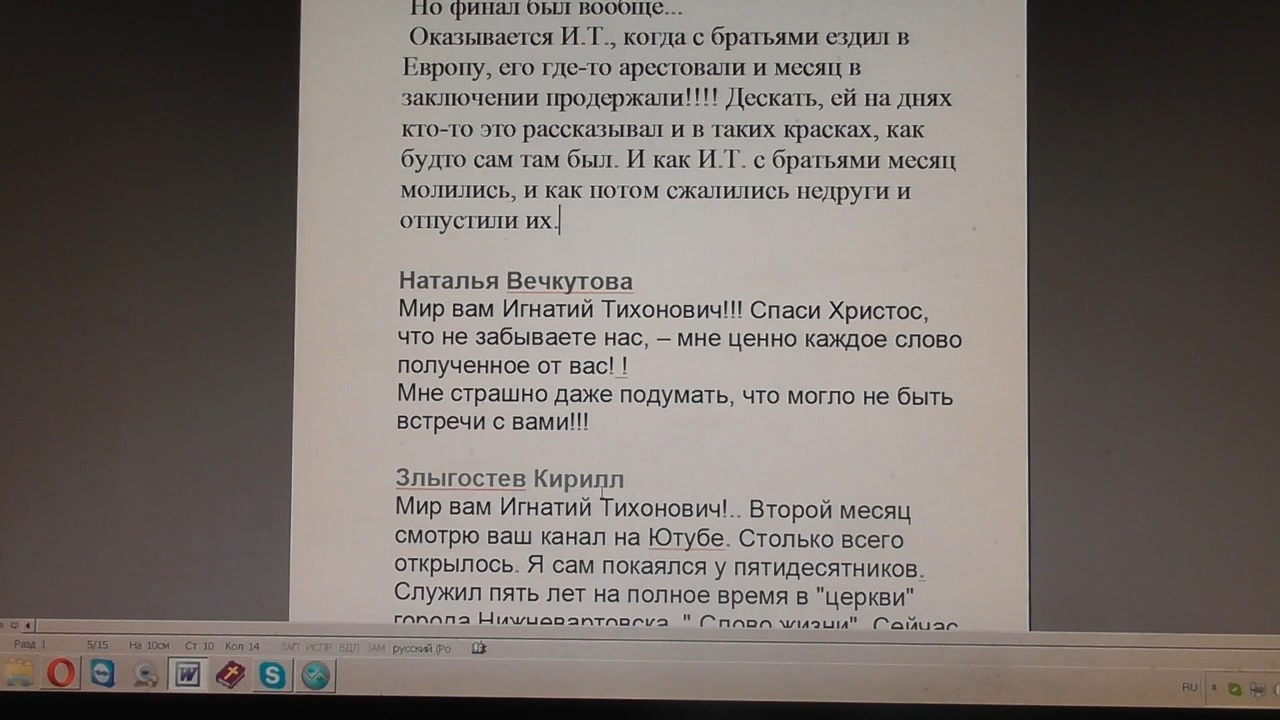 Но финал был вообще...
Оказывается И.Т., когда с братьями ездил в
Европу, его где-то арестовали и месяц в
заключении продержали!!!! Дескать, ей на днях
кто-то это рассказывал и в таких красках, как
будто сам там был. И как И.Т. с братьями месяц
молились, и как потом сжалились недруги и
отпустили их.
Наталья Вечкутова
Мир вам Игнатий Тихонович!!! Спаси Христос,
что не забываете нас, – мне ценно каждое слово
полученное от вас! !
Мне страшно даже подумать, что могло не быть
встречи с вами!!!
Злыгостев Кирилл
Мир вам Игнатий Тихонович!.. Второй месяц
смотрю ваш канал на Ютубе. Столько всего
открылось. Я сам покаялся у пятидесятников.
Служил пять лет на полное время в "церкви"
города Нижневартовска " Слово жизни". Сейчас
Разд 1 5/15 На 10см Ст 10 Кол 14 ЗАП ИСПР ВДЛ ЗАМ русский (Ро
RU